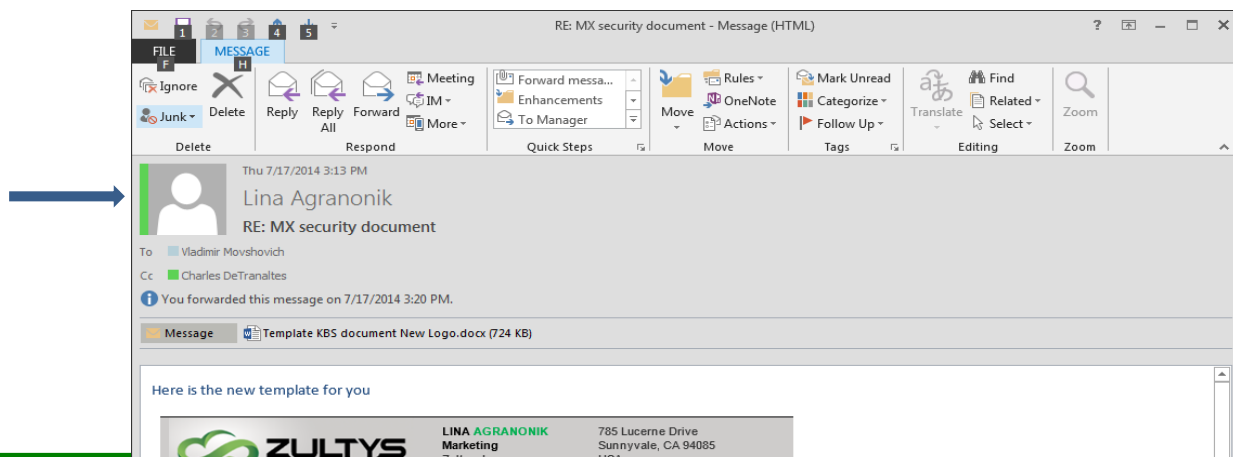 RE: MX security document - Message (HTML)
1 2 3 4 5
FILE MESSAGE
F H
Ignore
Junk
Delete
Delete
Reply
Reply All
Forward
Meeting
IM
More
Respond
Forward messa...
Enhancements
To Manager
Quick Steps
Move
Rules
OneNote
Actions
Move
Mark Unread
Categorize
Follow Up
Tags
Translate
Find
Related
Select
Editing
Zoom
Zoom
Thu 7/17/2014 3:13 PM
Lina Agranonik
RE: MX security document
To Vladimir Movshovich
Cc Charles DeTranaltes
You forwarded this message on 7/17/2014 3:20 PM.
Message Template KBS document New Logo.docx (724 KB)
Here is the new template for you
ZULTYS
LINA AGRANONIK 785 Lucerne Drive
Marketing Sunnyvale, CA 94085